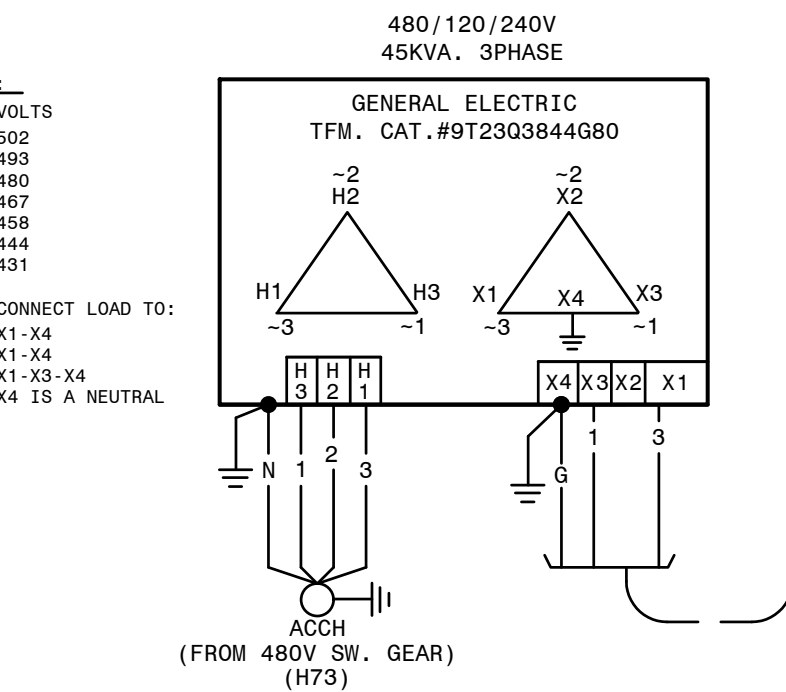 480/120/240V
45KVA. 3PHASE
VOLTS
502
493
480
467
458
444
431
CONNECT LOAD TO:
X1-X4
X1-X4
X1-X3-X4
X4 IS A NEUTRAL
GENERAL ELECTRIC
TFM. CAT.#9T23Q3844G80
~2
H2
H1
H3
~3
~1
~2
X2
X1
X4
X3
~3
~1
H3
H2
H1
X4
X3
X2
X1
N
1
2
3
G
1
3
ACCH
(FROM 480V SW. GEAR)
(H73)